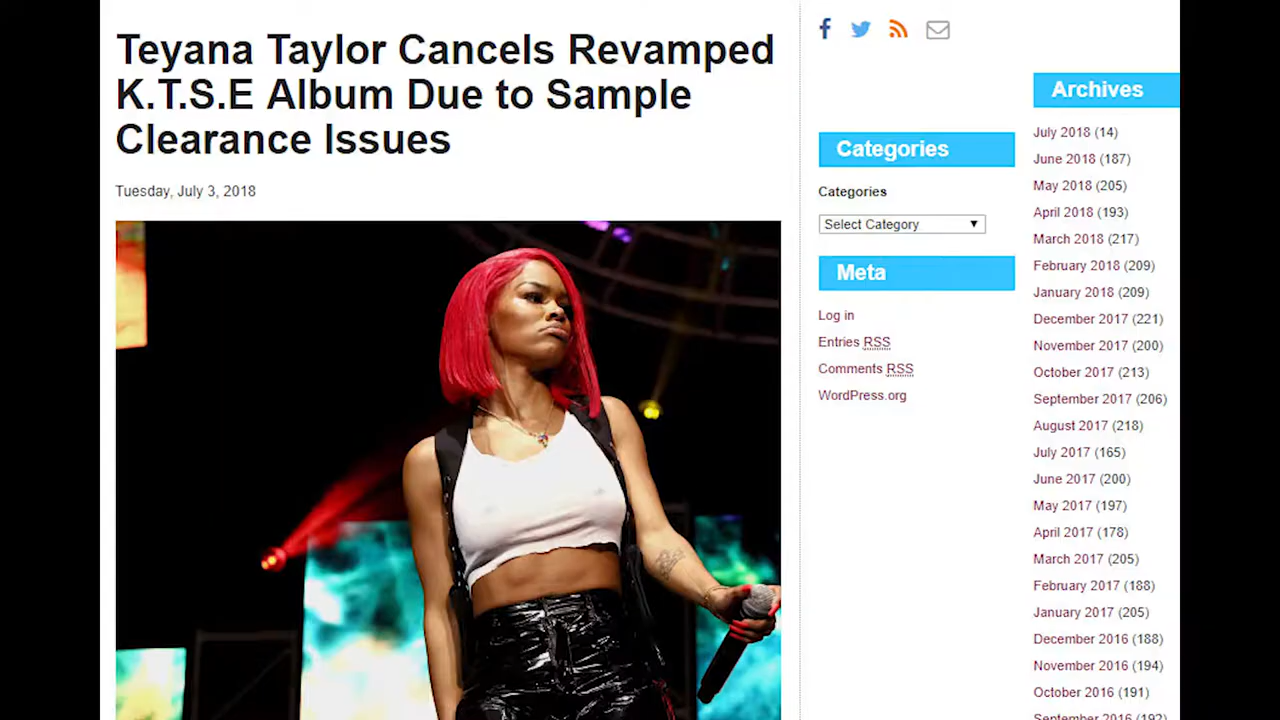 Teyana Taylor Cancels Revamped
K.T.S.E Album Due to Sample
Clearance Issues
Tuesday, July 3, 2018
Categories
Categories
Select Category
Meta
Log in
Entries RSS
Comments RSS
WordPress.org
Archives
July 2018 (14)
June 2018 (187)
May 2018 (205)
April 2018 (193)
March 2018 (217)
February 2018 (209)
January 2018 (209)
December 2017 (221)
November 2017 (200)
October 2017 (213)
September 2017 (206)
August 2017 (218)
July 2017 (165)
June 2017 (200)
May 2017 (197)
April 2017 (178)
March 2017 (205)
February 2017 (188)
January 2017 (205)
December 2016 (188)
November 2016 (194)
October 2016 (191)
September 2016 (192)